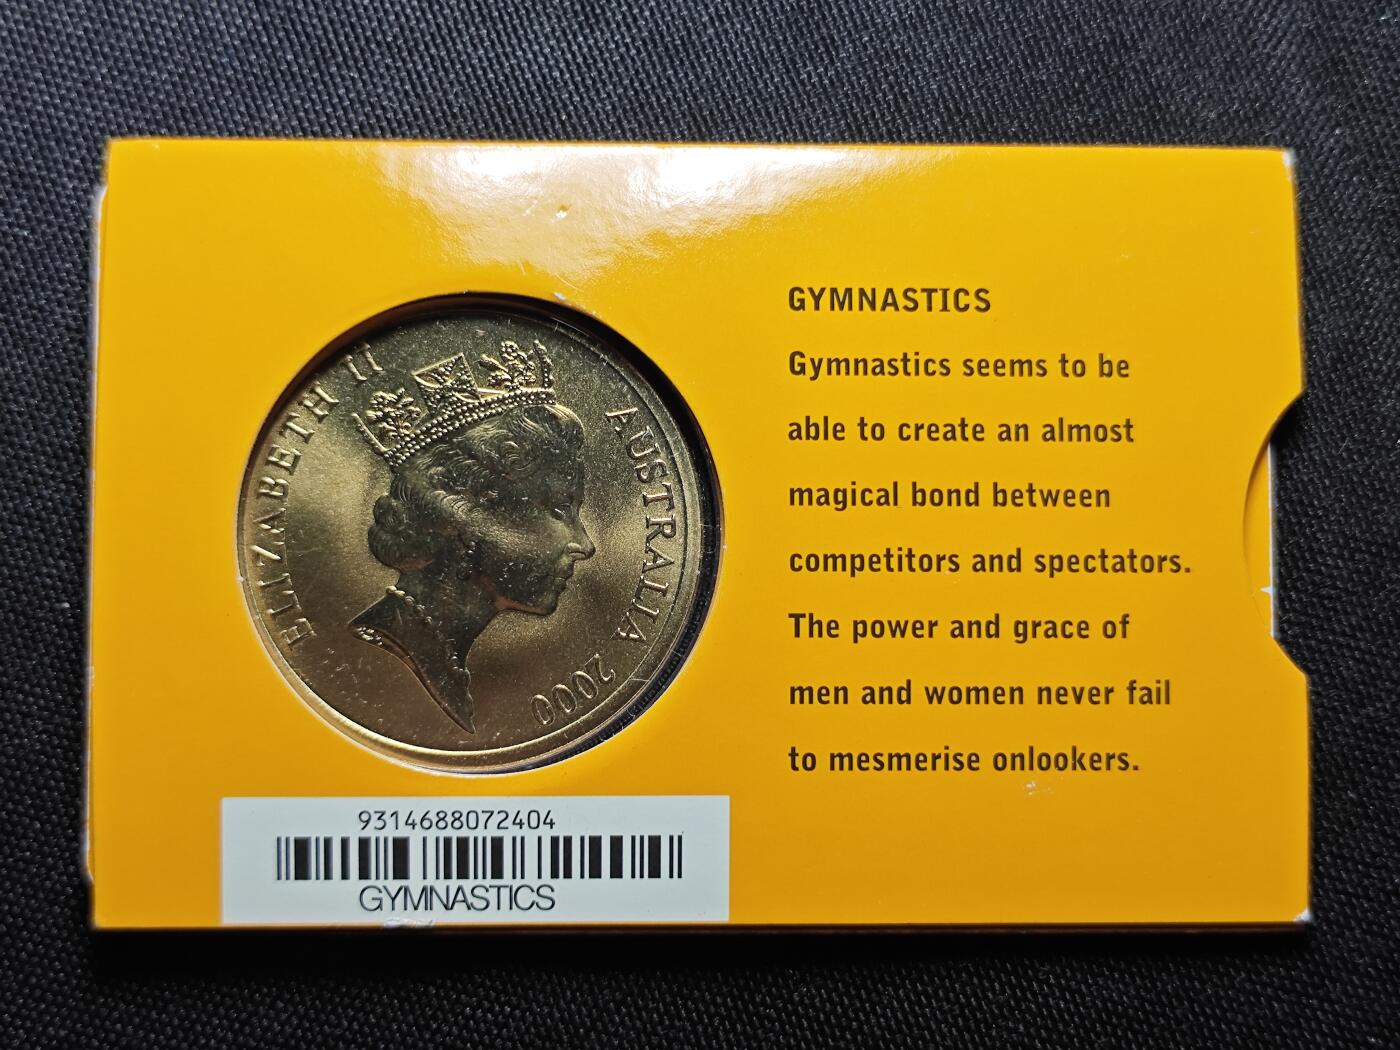 ELIZABETH II
AUSTRALIA 2000
GYMNASTICS
Gymnastics seems to be
able to create an almost
magical bond between
competitors and spectators.
The power and grace of
men and women never fail
to mesmerise onlookers.
9314688072404
GYMNASTICS